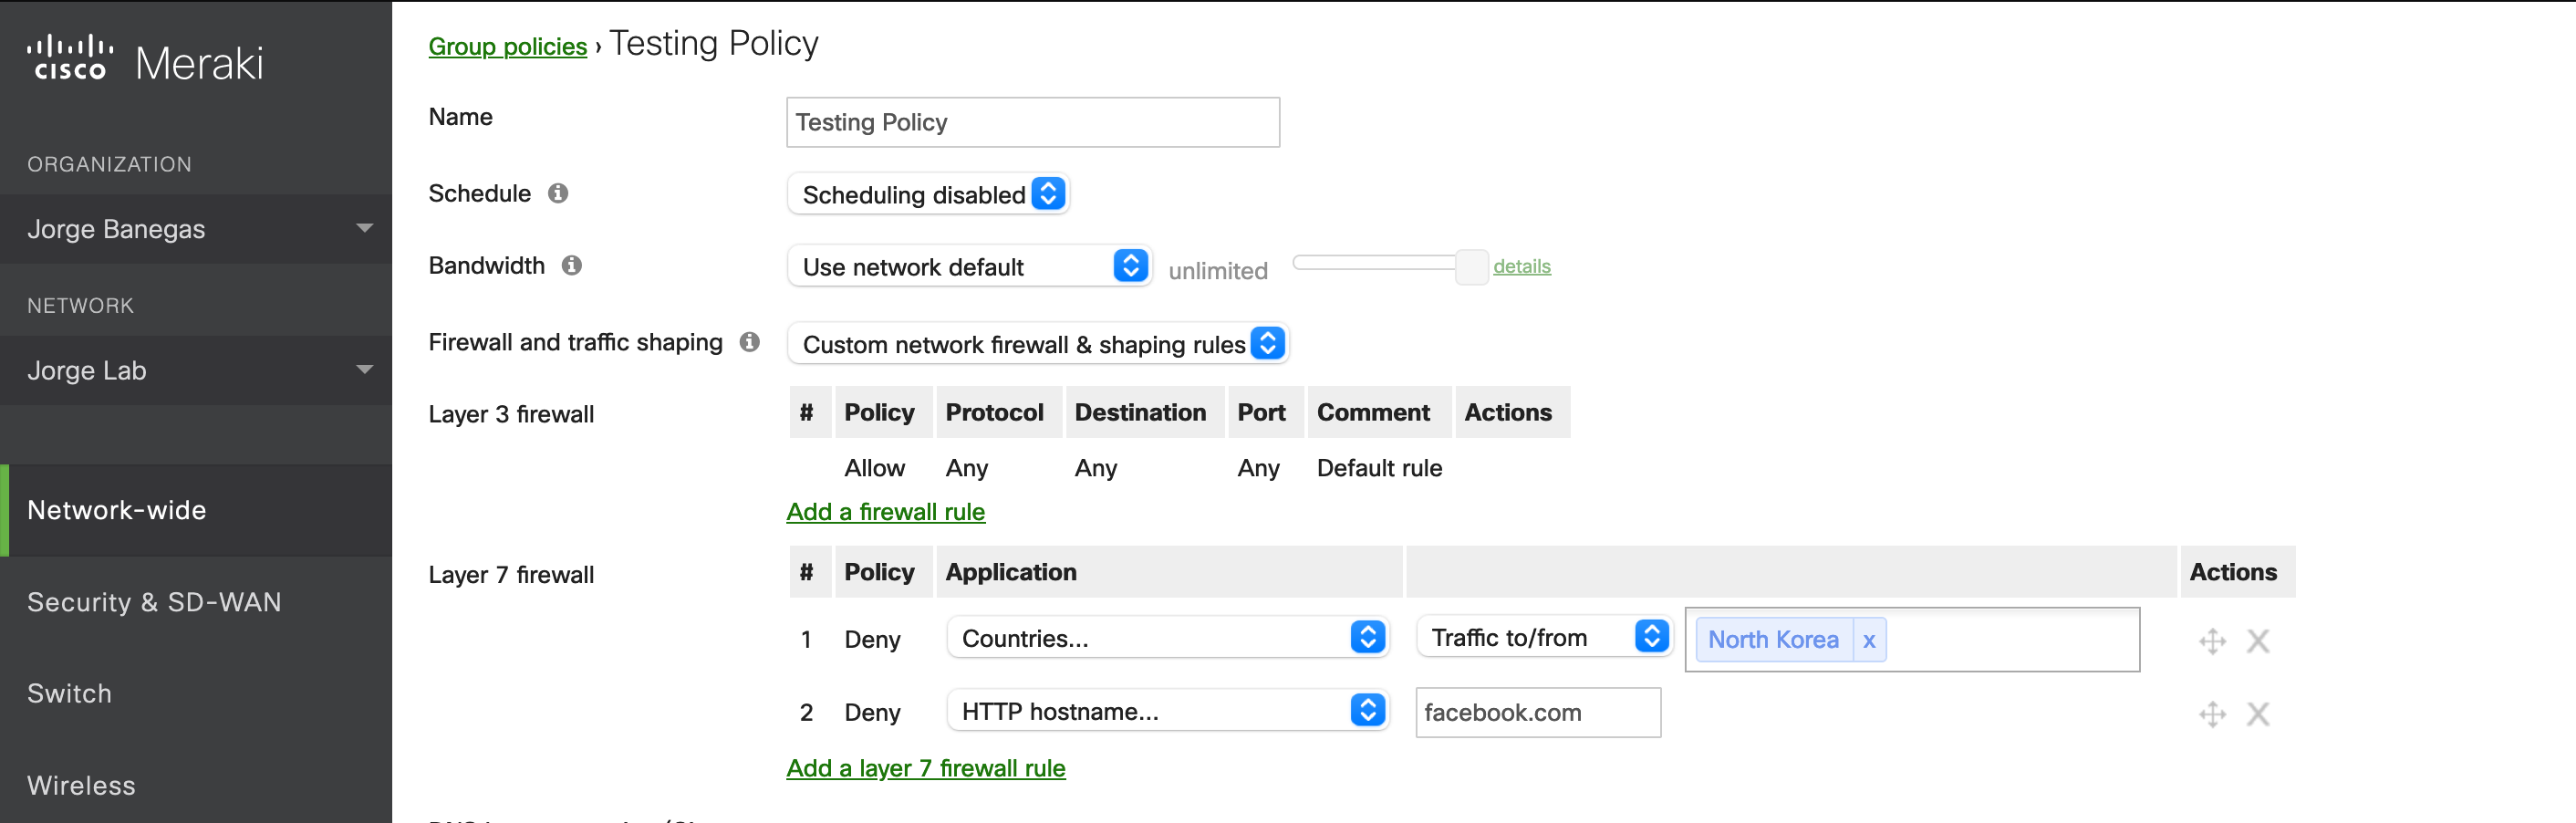 CISCO Meraki
ORGANIZATION
Jorge Banegas
NETWORK
Jorge Lab
Network-wide
Security & SD-WAN
Switch
Wireless
Group policies › Testing Policy
Name Testing Policy
Schedule i Scheduling disabled
Bandwidth i Use network default unlimited details
Firewall and traffic shaping i Custom network firewall & shaping rules
Layer 3 firewall # Policy Protocol Destination Port Comment Actions
Allow Any Any Any Default rule
Add a firewall rule
Layer 7 firewall # Policy Application Actions
1 Deny Countries... Traffic to/from North Korea x X
2 Deny HTTP hostname... facebook.com X
Add a layer 7 firewall rule